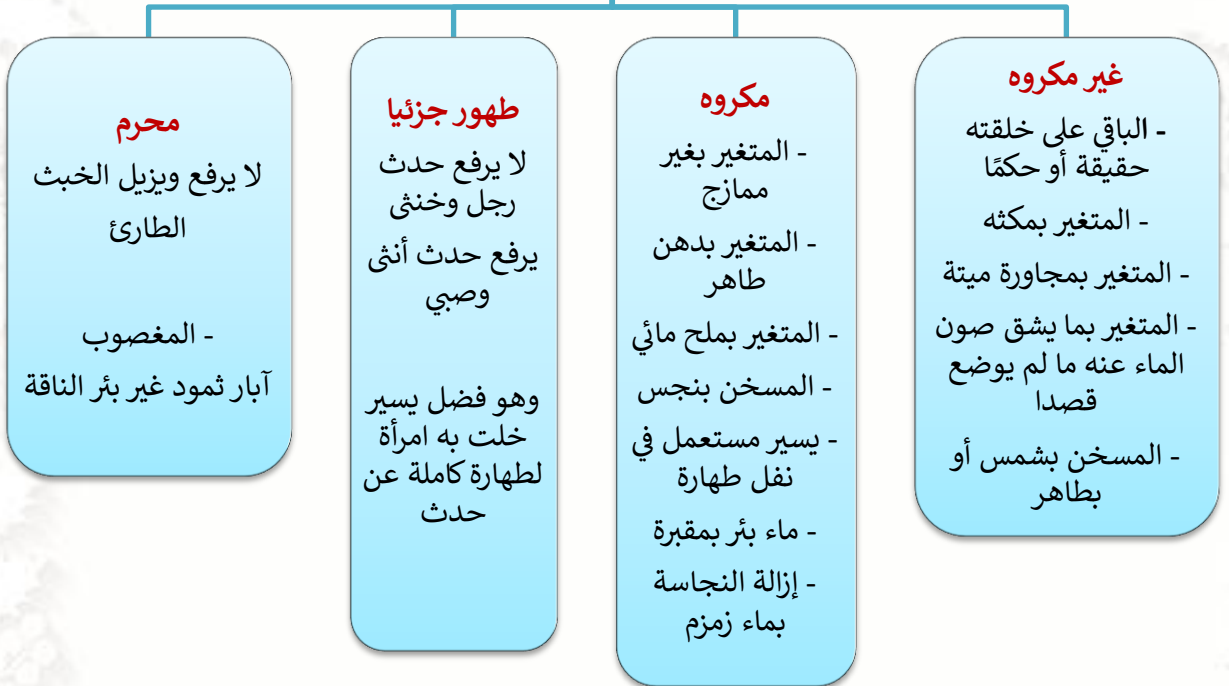 غير مكروه
- الباقي على خلقته
حقيقة أو حكمًا
- المتغير بمكثه
- المتغير بمجاورة ميتة
- المتغير بما يشق صون
الماء عنه ما لم يوضع
قصدا
- المسخن بشمس أو
بطاهر
مكروه
- المتغير بغير
ممازج
- المتغير بدهن
طاهر
- المتغير بملح مائي
- المسخن بنجس
- يسير مستعمل في
نفل طهارة
- ماء بئر بمقبرة
- إزالة النجاسة
بماء زمزم
طهور جزئيا
لا يرفع حدث
رجل وخنثى
يرفع حدث أنثى
وصبي
وهو فضل يسير
خلت به امرأة
لطهارة كاملة عن
حدث
محرم
لا يرفع ويزيل الخبث
الطارئ
- المغصوب
آبار ثمود غير بئر الناقة